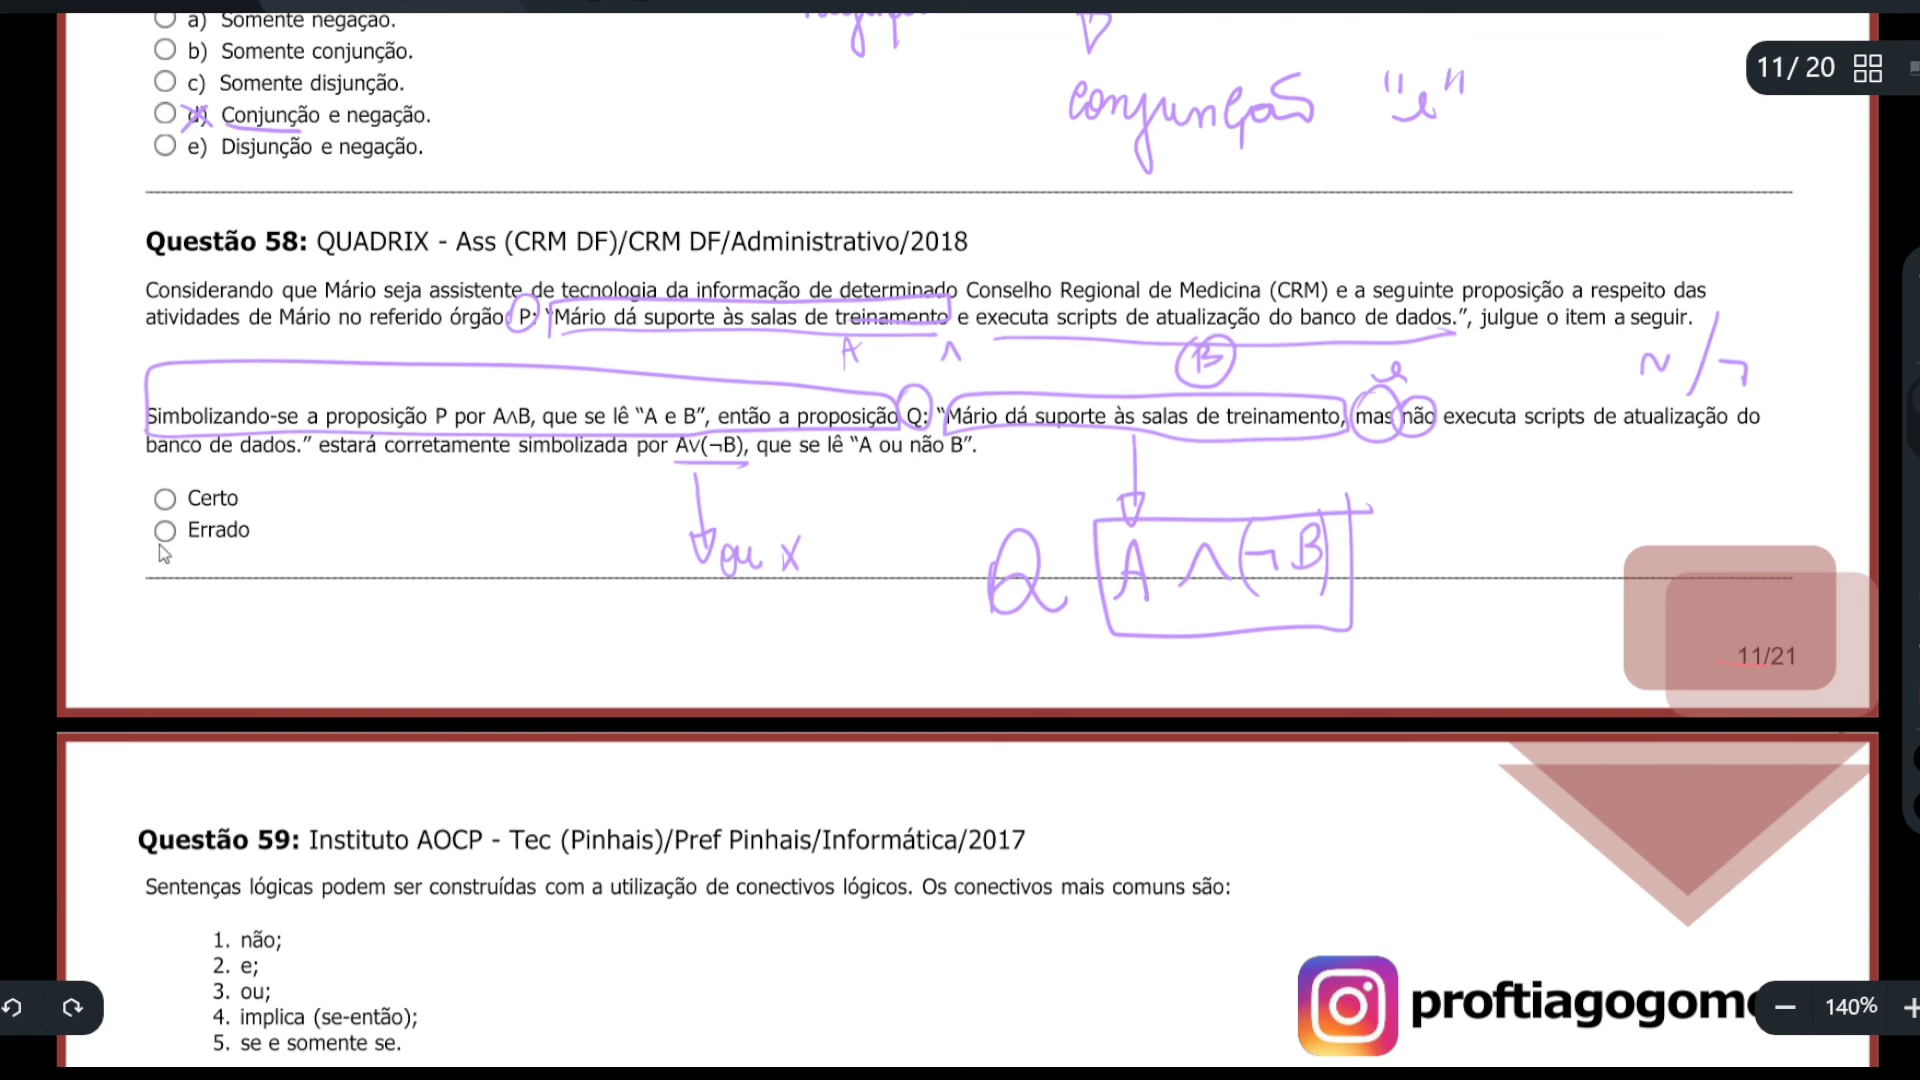 a) Somente negação.
b) Somente conjunção.
c) Somente disjunção.
d) Conjunção e negação.
e) Disjunção e negação.
conjunção "e"
11/ 20
Questão 58: QUADRIX - Ass (CRM DF)/CRM DF/Administrativo/2018
Considerando que Mário seja assistente de tecnologia da informação de determinado Conselho Regional de Medicina (CRM) e a seguinte proposição a respeito das
atividades de Mário no referido órgão P: "Mário dá suporte às salas de treinamento e executa scripts de atualização do banco de dados.", julgue o item a seguir.
A ∧ B
e
~ / ¬
Simbolizando-se a proposição P por A∧B, que se lê "A e B", então a proposição Q: "Mário dá suporte às salas de treinamento, mas não executa scripts de atualização do
banco de dados." estará corretamente simbolizada por A∨(¬B), que se lê "A ou não B".
Certo
Errado
ou X
Q A ∧ (¬B)
11/21
Questão 59: Instituto AOCP - Tec (Pinhais)/Pref Pinhais/Informática/2017
Sentenças lógicas podem ser construídas com a utilização de conectivos lógicos. Os conectivos mais comuns são:
1. não;
2. e;
3. ou;
4. implica (se-então);
5. se e somente se.
proftiagogom
140%